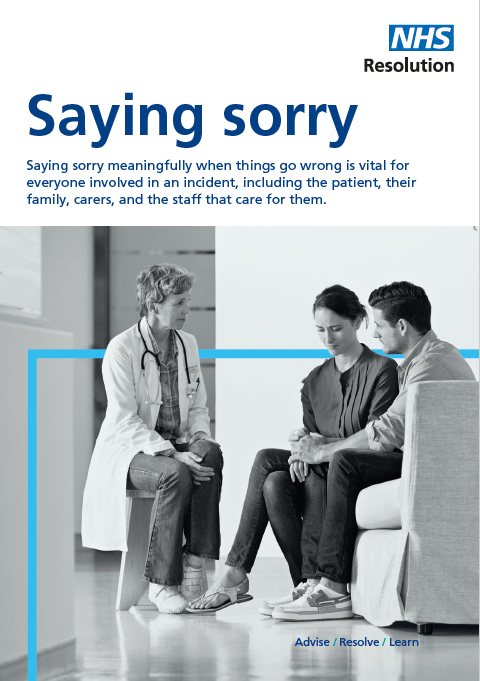 NHS
Resolution
Saying sorry
Saying sorry meaningfully when things go wrong is vital for
everyone involved in an incident, including the patient, their
family, carers, and the staff that care for them.
Advise / Resolve / Learn